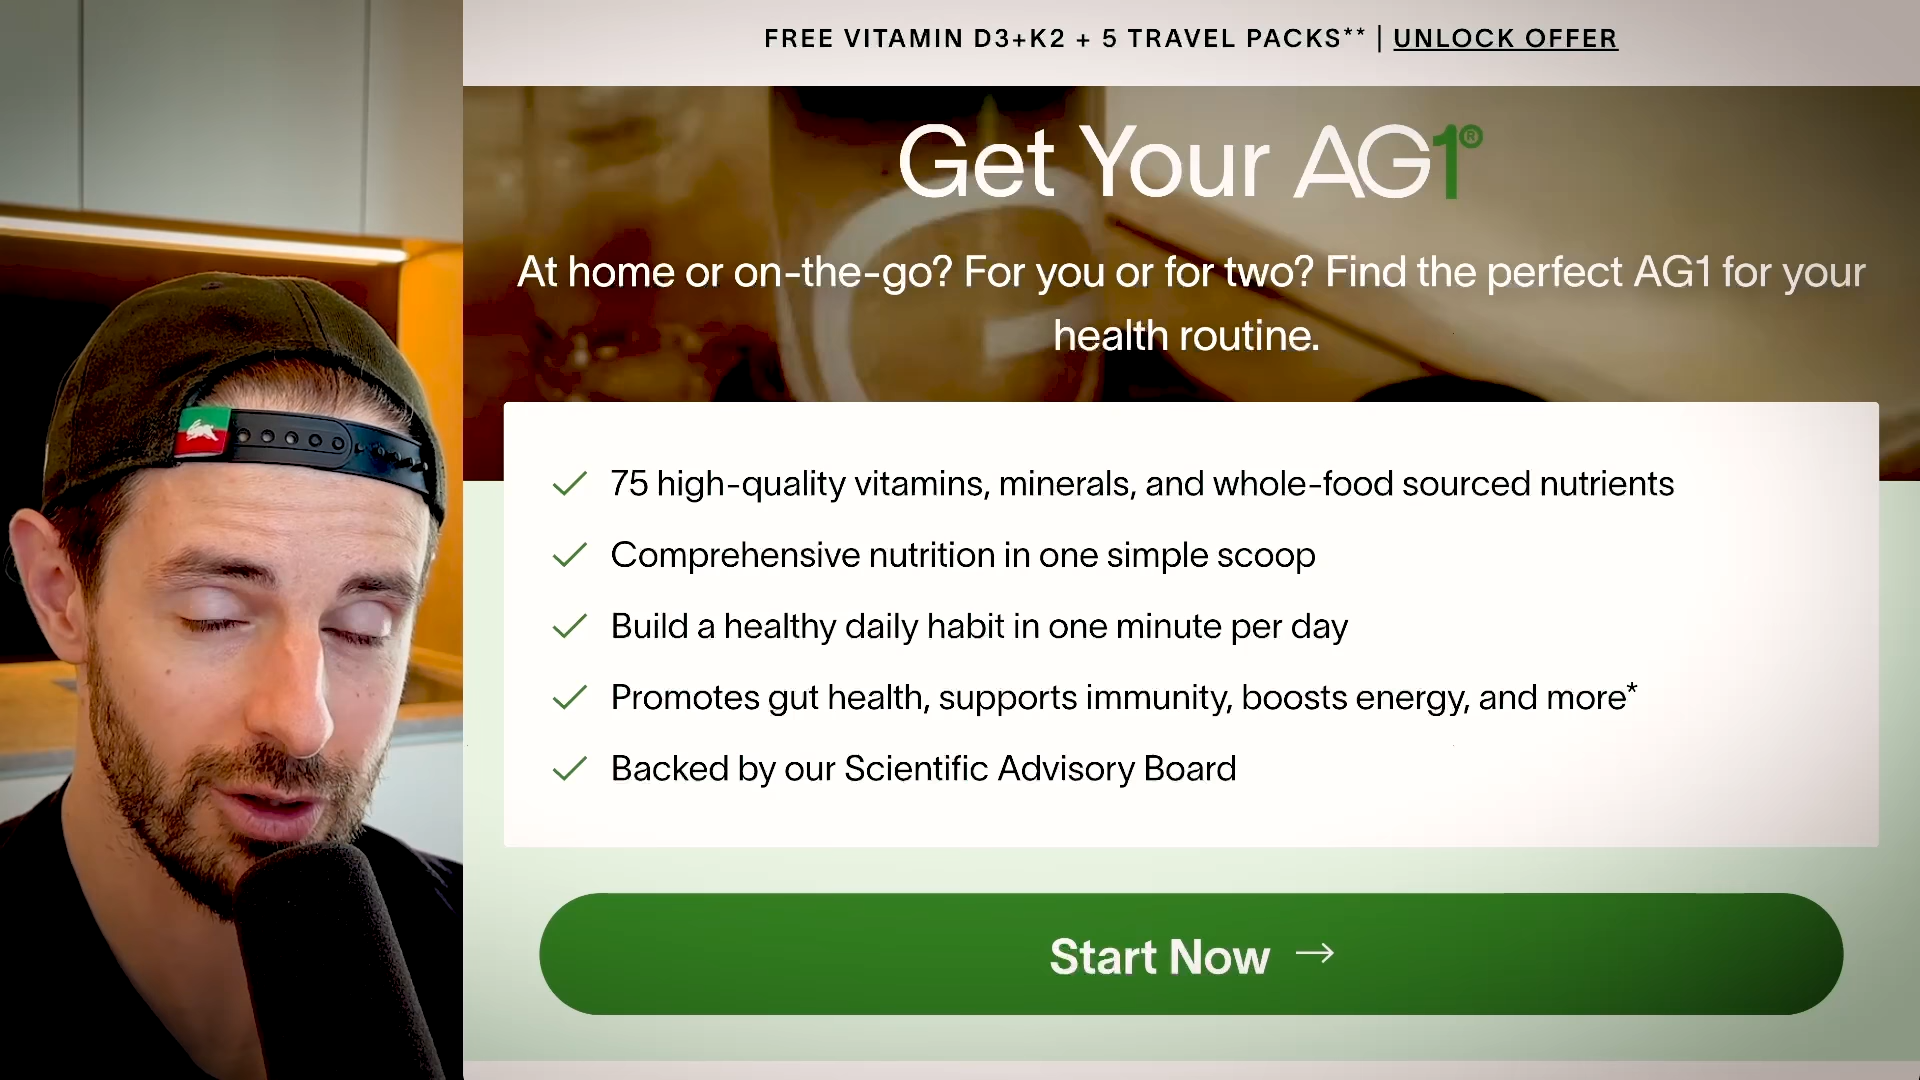 FREE VITAMIN D3+K2 + 5 TRAVEL PACKS** | UNLOCK OFFER
Get Your AG1®
At home or on-the-go? For you or for two? Find the perfect AG1 for your
health routine.
75 high-quality vitamins, minerals, and whole-food sourced nutrients
Comprehensive nutrition in one simple scoop
Build a healthy daily habit in one minute per day
Promotes gut health, supports immunity, boosts energy, and more*
Backed by our Scientific Advisory Board
Start Now →